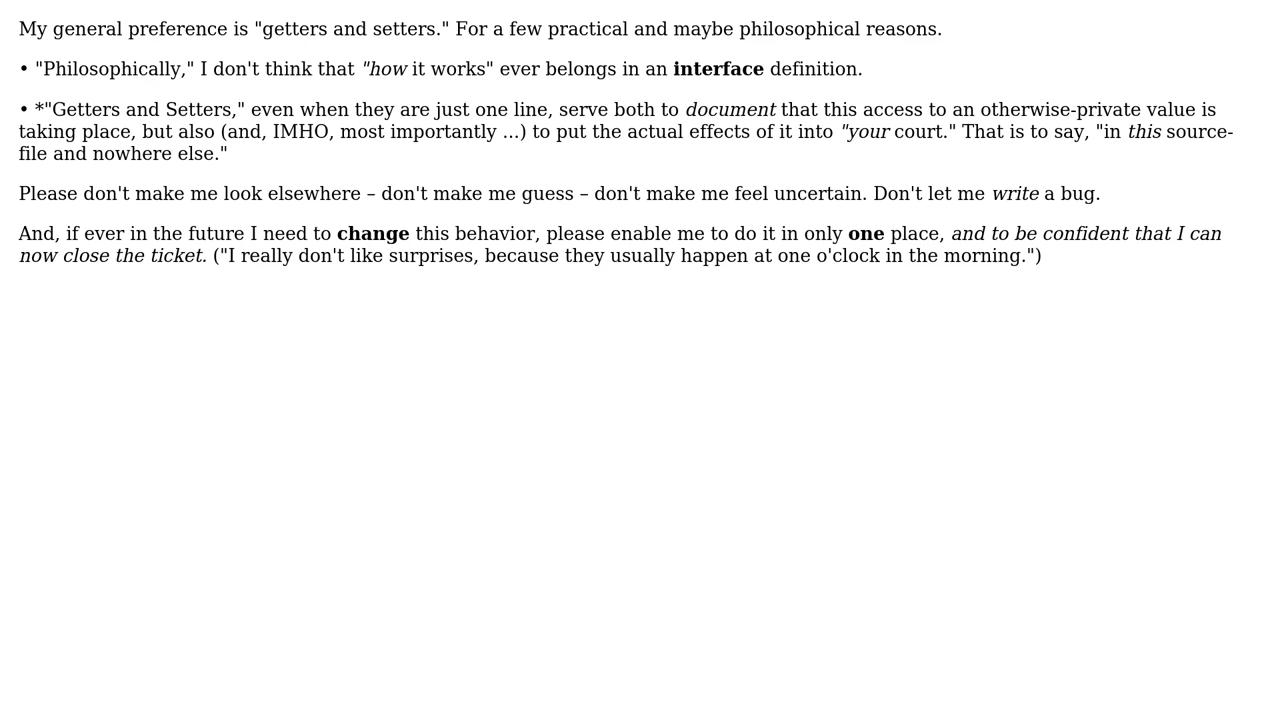 My general preference is "getters and setters." For a few practical and maybe philosophical reasons.
• "Philosophically," I don't think that "how it works" ever belongs in an interface definition.
• *"Getters and Setters," even when they are just one line, serve both to document that this access to an otherwise-private value is
taking place, but also (and, IMHO, most importantly ...) to put the actual effects of it into "your court." That is to say, "in this source-
file and nowhere else."
Please don't make me look elsewhere – don't make me guess – don't make me feel uncertain. Don't let me write a bug.
And, if ever in the future I need to change this behavior, please enable me to do it in only one place, and to be confident that I can
now close the ticket. ("I really don't like surprises, because they usually happen at one o'clock in the morning.")